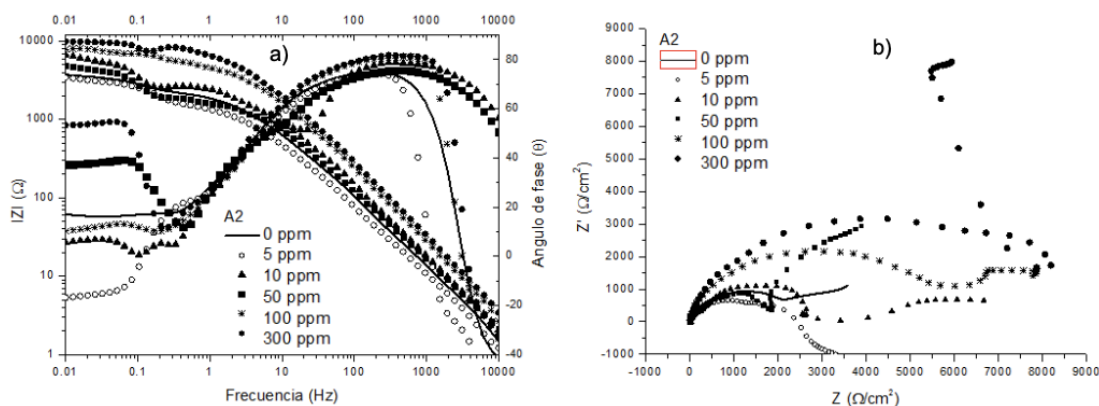 0.01 0.1 1 10 100 1000 10000
a)
10000
1000
100
10
1
80
60
40
20
0
-20
-40
|Z| (Ω)
Angulo de fase (θ)
A2
0 ppm
5 ppm
10 ppm
50 ppm
100 ppm
300 ppm
0.01 0.1 1 10 100 1000 10000
Frecuencia (Hz)
b)
9000
8000
7000
6000
5000
4000
3000
2000
1000
0
-1000
Z' (Ω/cm²)
A2
0 ppm
5 ppm
10 ppm
50 ppm
100 ppm
300 ppm
-1000 0 1000 2000 3000 4000 5000 6000 7000 8000 9000
Z (Ω/cm²)